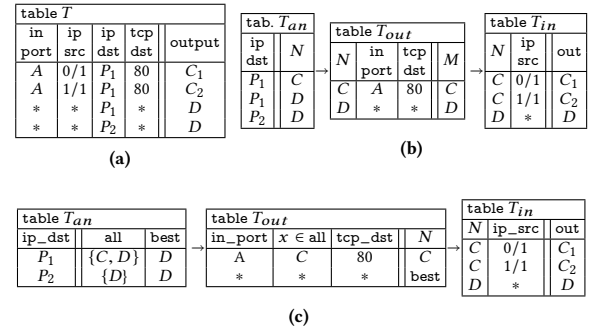 table T
in port | ip src | ip dst | tcp dst | output
A | 0/1 | P₁ | 80 | C₁
A | 1/1 | P₁ | 80 | C₂
* | * | P₁ | * | D
* | * | P₂ | * | D
(a)
tab. Tₐₙ
ip dst | N
P₁ | C
P₁ | D
P₂ | D
→
table Tₒᵤₜ
N | in port | tcp dst | M
C | A | 80 | C
D | * | * | D
→
table Tᵢₙ
N | ip src | out
C | 0/1 | C₁
C | 1/1 | C₂
D | * | D
(b)
table Tₐₙ
ip_dst | all | best
P₁ | {C, D} | D
P₂ | {D} | D
→
table Tₒᵤₜ
in_port | x ∈ all | tcp_dst | N
A | C | 80 | C
* | * | * | best
→
table Tᵢₙ
N | ip_src | out
C | 0/1 | C₁
C | 1/1 | C₂
D | * | D
(c)